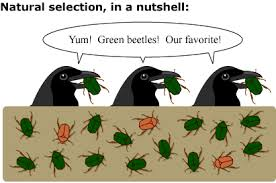 Natural selection, in a nutshell:
Yum!  Green beetles!  Our favorite!